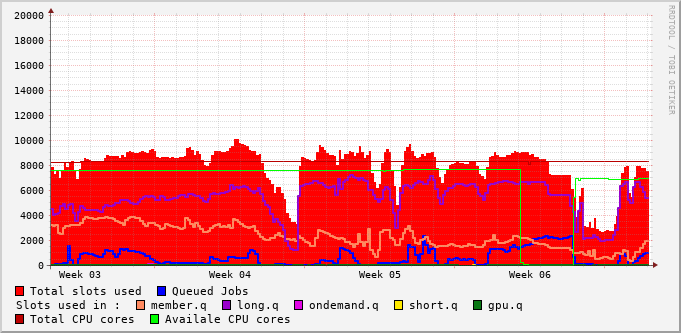 RRDTOOL / TOBI OETIKER
20000
18000
16000
14000
12000
10000
8000
6000
4000
2000
0
Week 03 Week 04 Week 05 Week 06
Total slots used Queued Jobs
Slots used in : member.q long.q ondemand.q short.q gpu.q
Total CPU cores Availale CPU cores